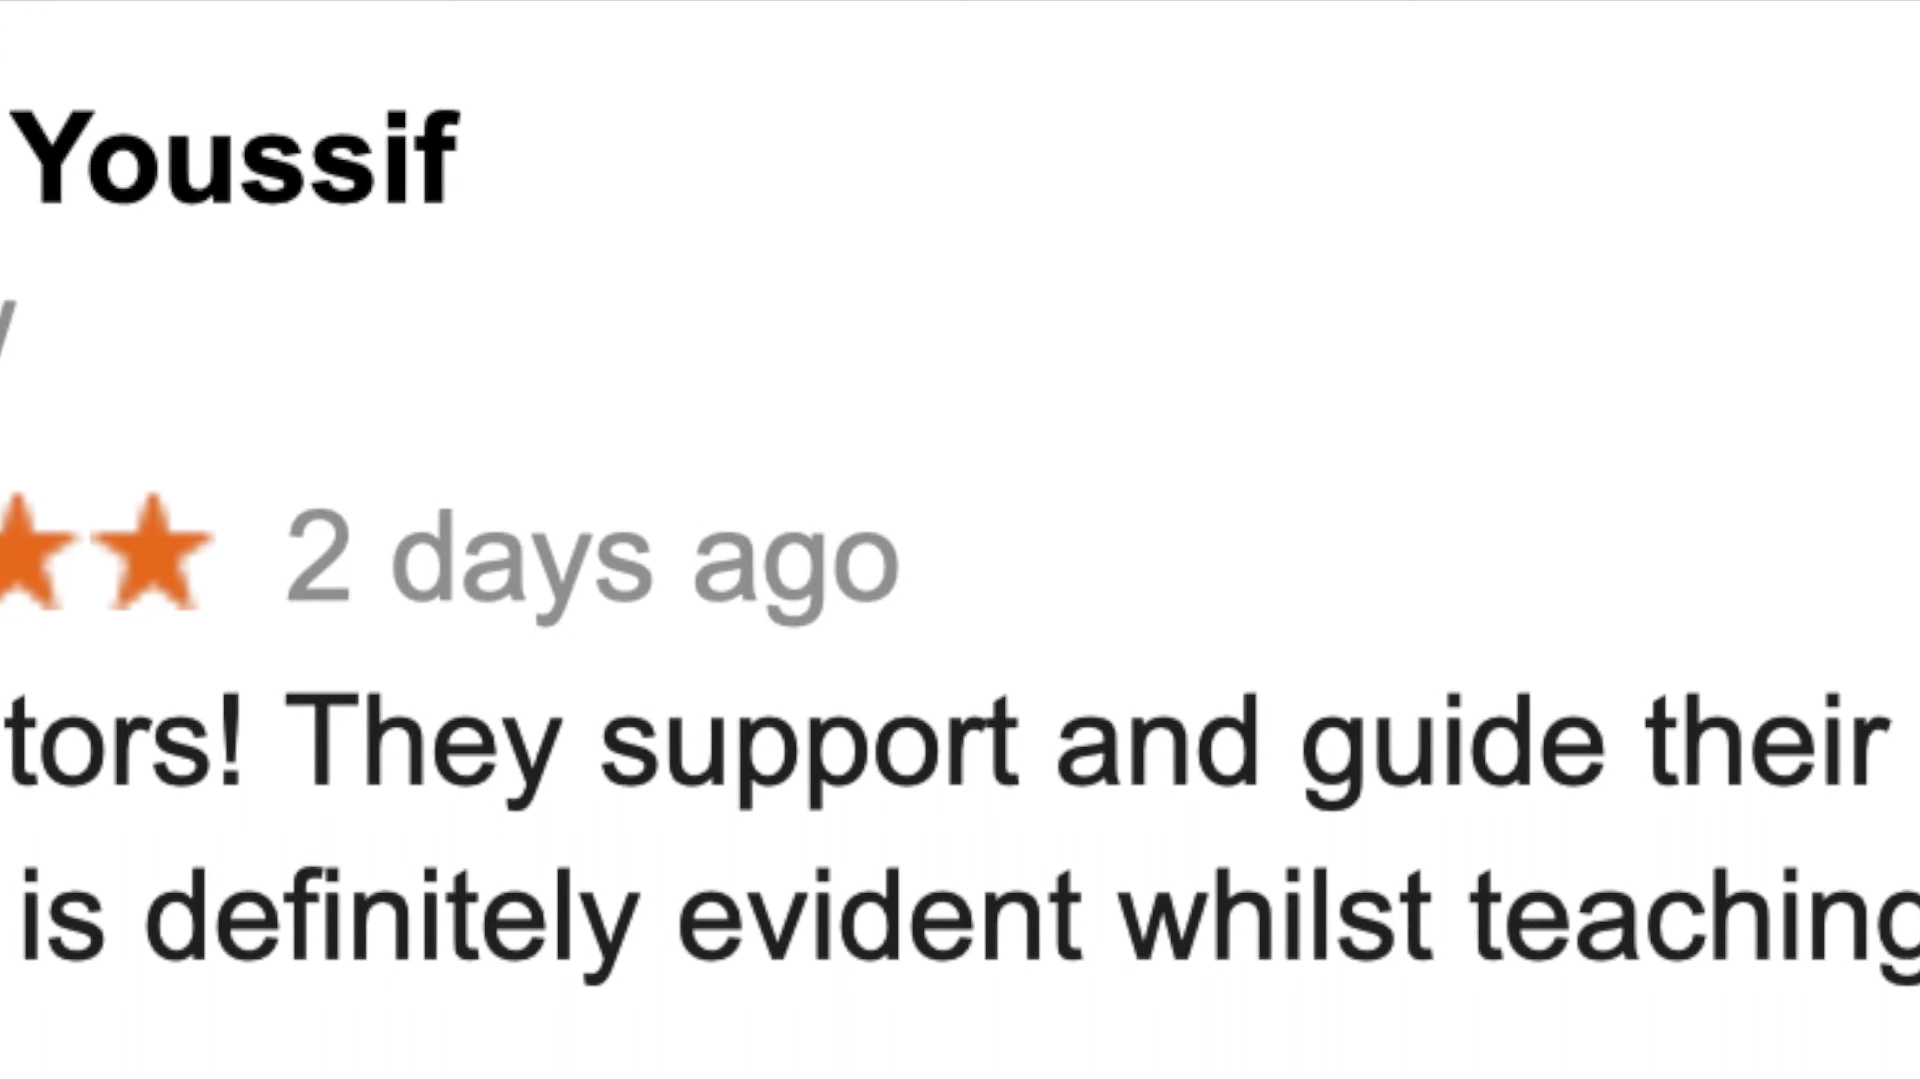 Youssif
2 days ago
tors! They support and guide their
is definitely evident whilst teaching